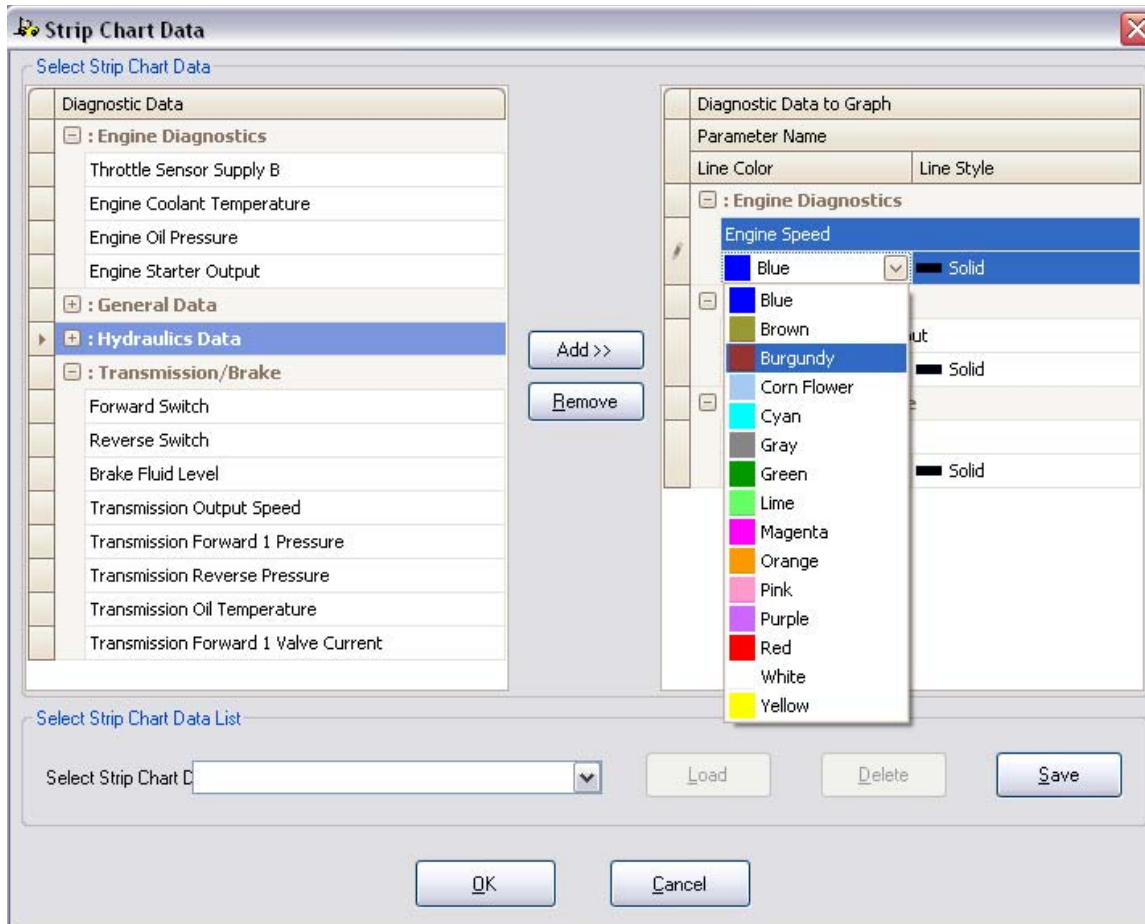 Strip Chart Data
Select Strip Chart Data
Diagnostic Data
: Engine Diagnostics
Throttle Sensor Supply B
Engine Coolant Temperature
Engine Oil Pressure
Engine Starter Output
: General Data
: Hydraulics Data
: Transmission/Brake
Forward Switch
Reverse Switch
Brake Fluid Level
Transmission Output Speed
Transmission Forward 1 Pressure
Transmission Reverse Pressure
Transmission Oil Temperature
Transmission Forward 1 Valve Current
Add >>
Remove
Diagnostic Data to Graph
Parameter Name
Line Color Line Style
: Engine Diagnostics
Engine Speed
Blue Solid
Blue
Brown
ut
Burgundy
Solid
Corn Flower
Cyan
Gray
Green Solid
Lime
Magenta
Orange
Pink
Purple
Red
White
Yellow
Select Strip Chart Data List
Select Strip Chart D
Load Delete Save
OK Cancel